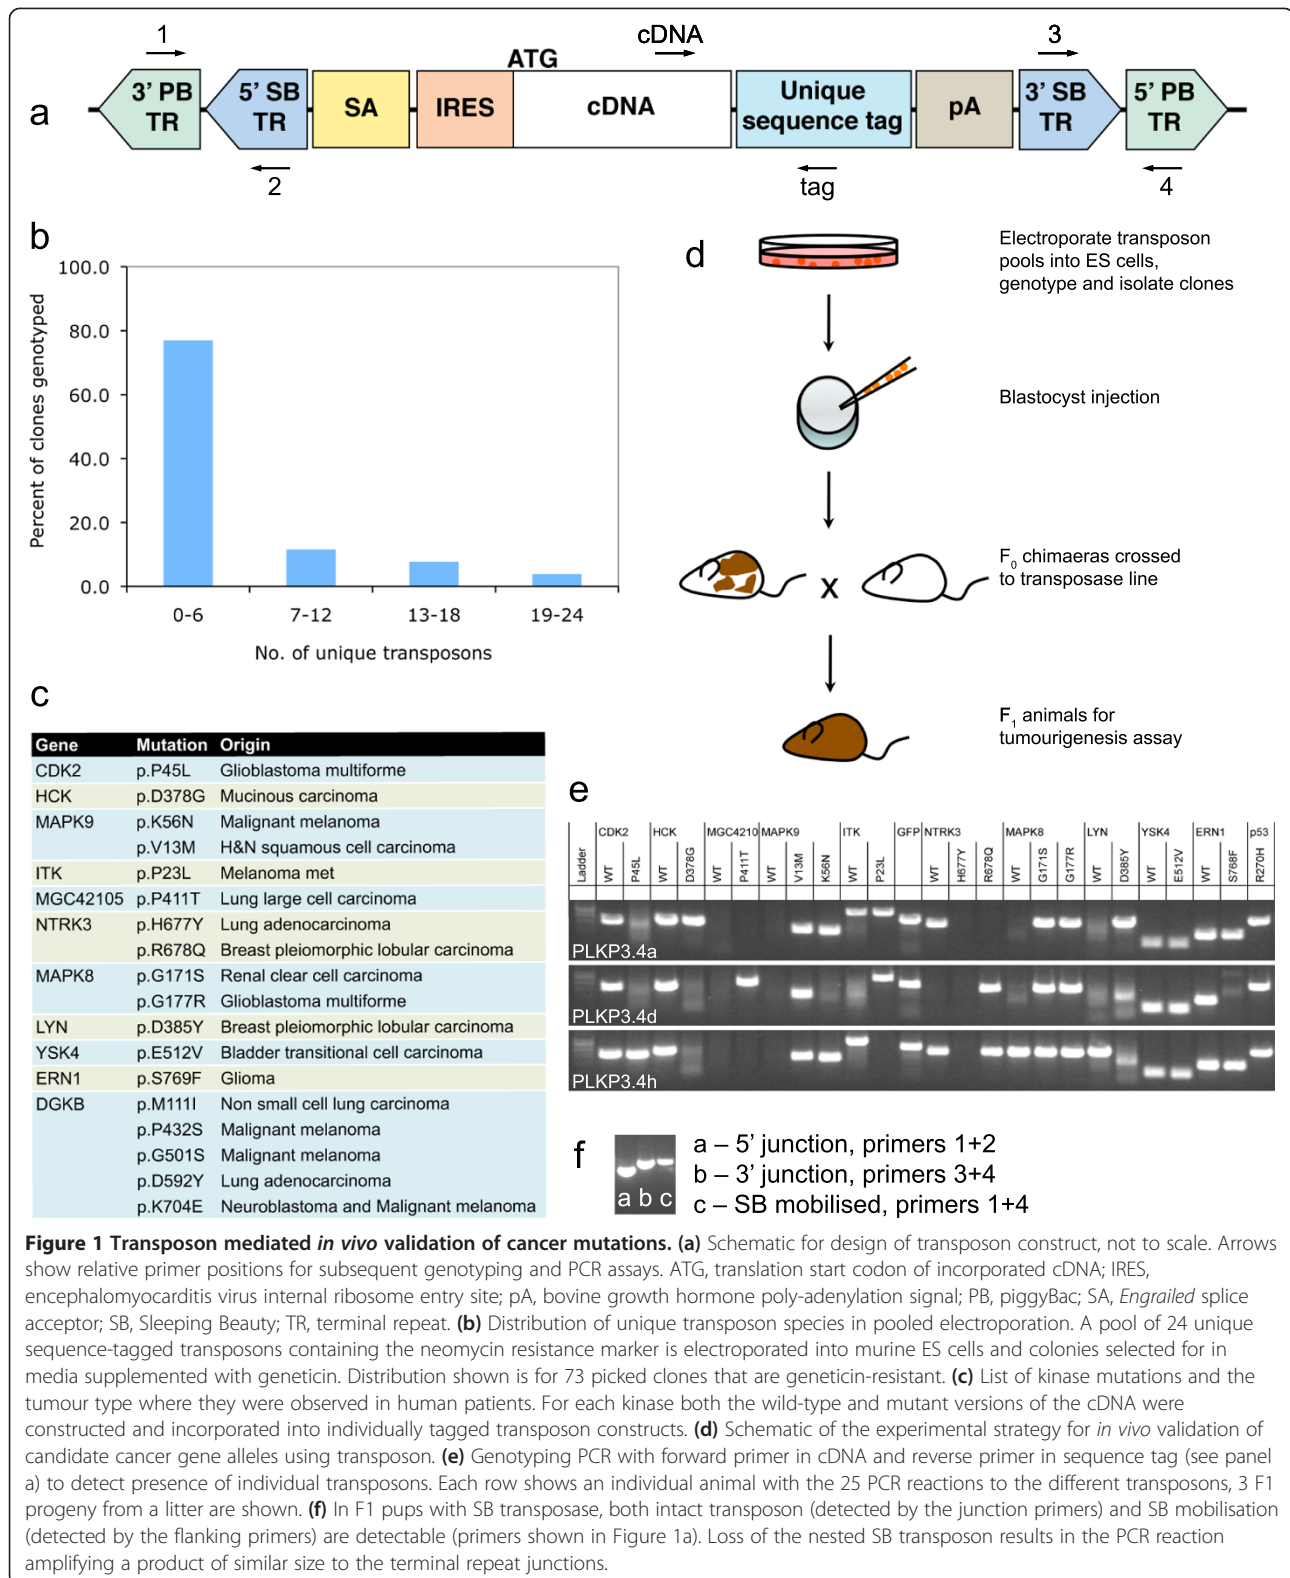 a
1
cDNA
3
ATG
3' PB TR
5' SB TR
SA
IRES
cDNA
Unique sequence tag
pA
3' SB TR
5' PB TR
2
tag
4
b
Percent of clones genotyped
100.0
80.0
60.0
40.0
20.0
0.0
0-6 7-12 13-18 19-24
No. of unique transposons
c
Gene Mutation Origin
CDK2 p.P45L Glioblastoma multiforme
HCK p.D378G Mucinous carcinoma
MAPK9 p.K56N Malignant melanoma
p.V13M H&N squamous cell carcinoma
ITK p.P23L Melanoma met
MGC42105 p.P411T Lung large cell carcinoma
NTRK3 p.H677Y Lung adenocarcinoma
p.R678Q Breast pleiomorphic lobular carcinoma
MAPK8 p.G171S Renal clear cell carcinoma
p.G177R Glioblastoma multiforme
LYN p.D385Y Breast pleiomorphic lobular carcinoma
YSK4 p.E512V Bladder transitional cell carcinoma
ERN1 p.S769F Glioma
DGKB p.M111I Non small cell lung carcinoma
p.P432S Malignant melanoma
p.G501S Malignant melanoma
p.D592Y Lung adenocarcinoma
p.K704E Neuroblastoma and Malignant melanoma
d
Electroporate transposon
pools into ES cells,
genotype and isolate clones
Blastocyst injection
X
F0 chimaeras crossed
to transposase line
F1 animals for
tumourigenesis assay
e
CDK2 HCK MGC4210 MAPK9 ITK GFP NTRK3 MAPK8 LYN YSK4 ERN1 p53
Ladder WT P45L WT D378G WT P411T WT V13M K56N WT P23L WT H677Y R678Q WT G171S G177R WT D385Y WT E512V WT S768F R270H
PLKP3.4a
PLKP3.4d
PLKP3.4h
f
a b c
a – 5' junction, primers 1+2
b – 3' junction, primers 3+4
c – SB mobilised, primers 1+4
Figure 1 Transposon mediated in vivo validation of cancer mutations. (a) Schematic for design of transposon construct, not to scale. Arrows
show relative primer positions for subsequent genotyping and PCR assays. ATG, translation start codon of incorporated cDNA; IRES,
encephalomyocarditis virus internal ribosome entry site; pA, bovine growth hormone poly-adenylation signal; PB, piggyBac; SA, Engrailed splice
acceptor; SB, Sleeping Beauty; TR, terminal repeat. (b) Distribution of unique transposon species in pooled electroporation. A pool of 24 unique
sequence-tagged transposons containing the neomycin resistance marker is electroporated into murine ES cells and colonies selected for in
media supplemented with geneticin. Distribution shown is for 73 picked clones that are geneticin-resistant. (c) List of kinase mutations and the
tumour type where they were observed in human patients. For each kinase both the wild-type and mutant versions of the cDNA were
constructed and incorporated into individually tagged transposon constructs. (d) Schematic of the experimental strategy for in vivo validation of
candidate cancer gene alleles using transposon. (e) Genotyping PCR with forward primer in cDNA and reverse primer in sequence tag (see panel
a) to detect presence of individual transposons. Each row shows an individual animal with the 25 PCR reactions to the different transposons, 3 F1
progeny from a litter are shown. (f) In F1 pups with SB transposase, both intact transposon (detected by the junction primers) and SB mobilisation
(detected by the flanking primers) are detectable (primers shown in Figure 1a). Loss of the nested SB transposon results in the PCR reaction
amplifying a product of similar size to the terminal repeat junctions.